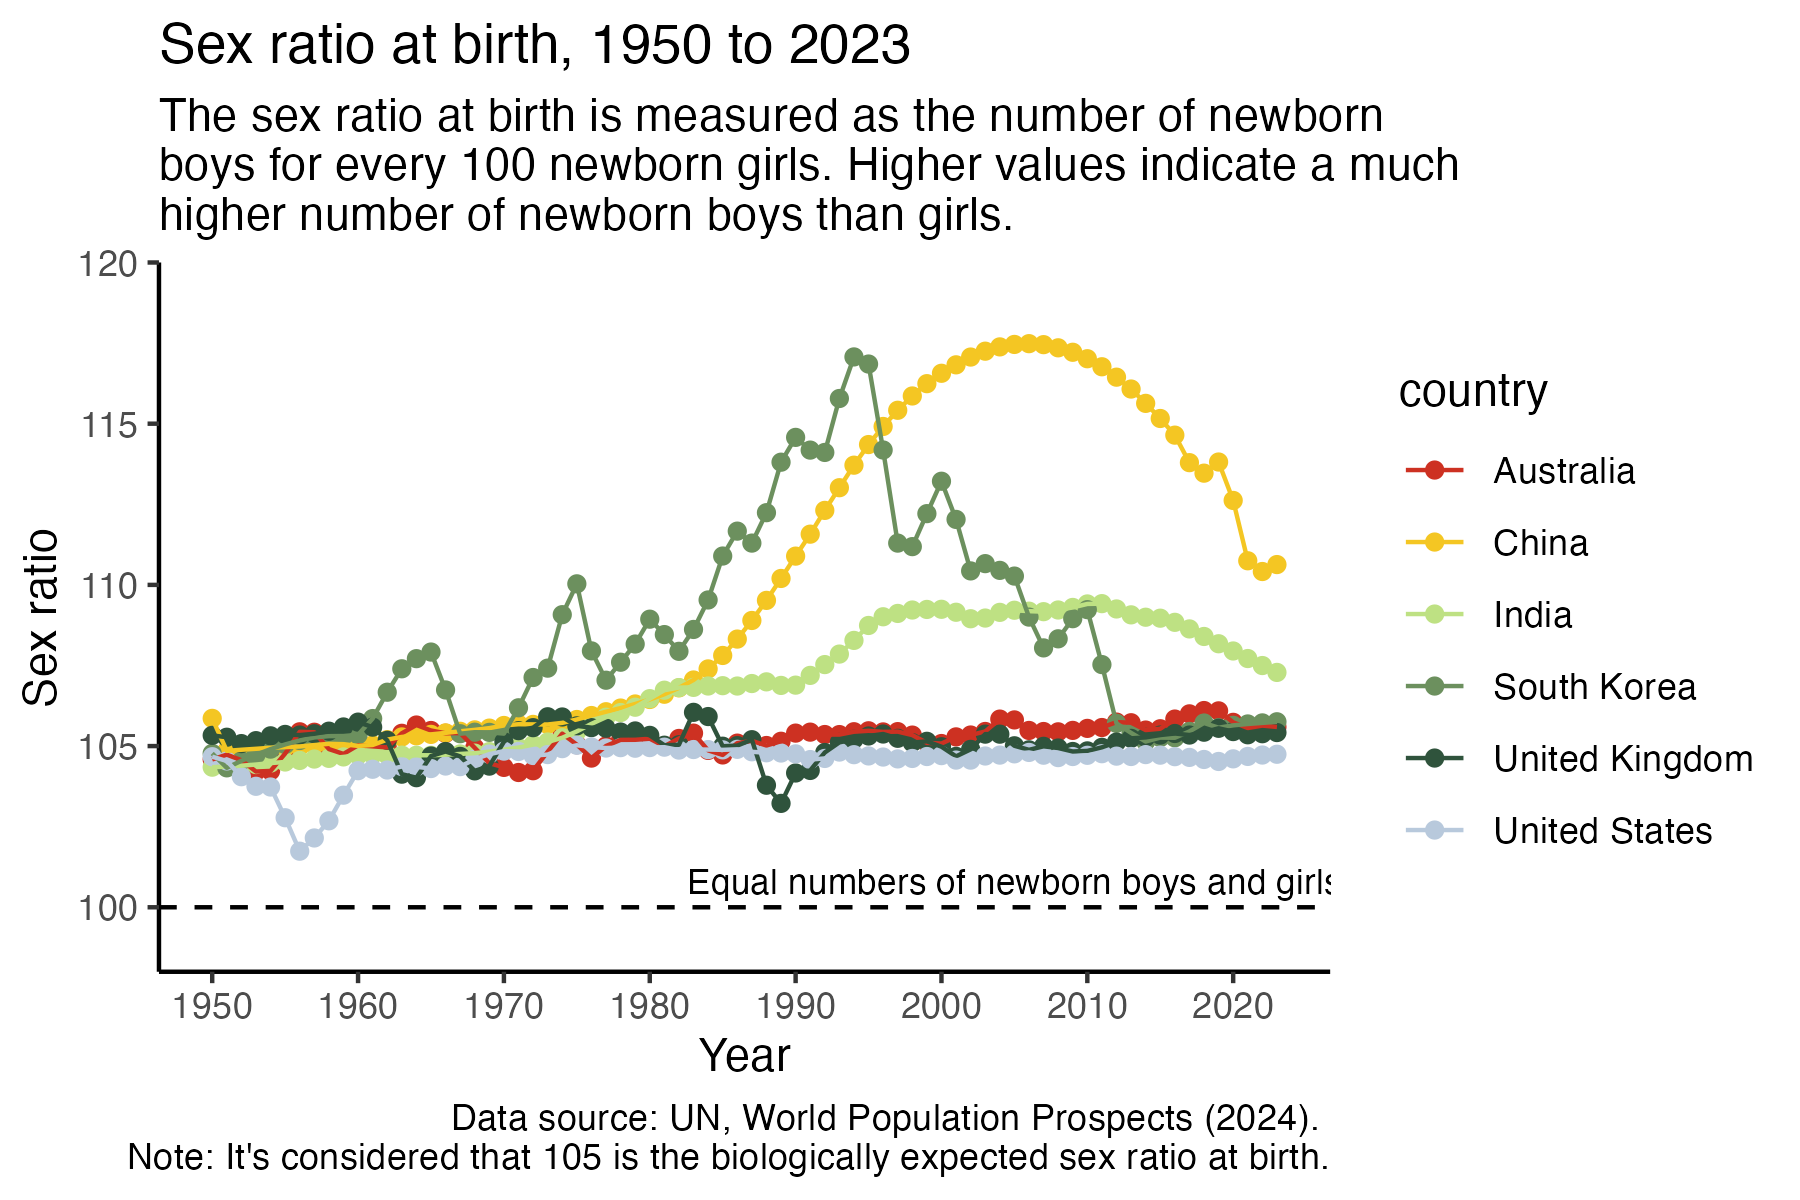 Sex ratio at birth, 1950 to 2023
The sex ratio at birth is measured as the number of newborn
boys for every 100 newborn girls. Higher values indicate a much
higher number of newborn boys than girls.
120
115
110
105
100
Sex ratio
Equal numbers of newborn boys and girls
1950 1960 1970 1980 1990 2000 2010 2020
Year
country
Australia
China
India
South Korea
United Kingdom
United States
Data source: UN, World Population Prospects (2024).
Note: It's considered that 105 is the biologically expected sex ratio at birth.